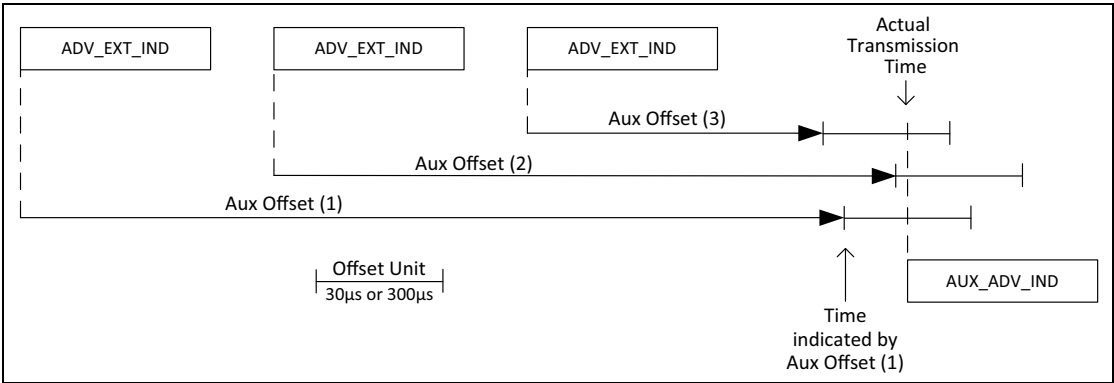 ADV_EXT_IND
ADV_EXT_IND
ADV_EXT_IND
Actual
Transmission
Time
Aux Offset (3)
Aux Offset (2)
Aux Offset (1)
Offset Unit
30µs or 300µs
AUX_ADV_IND
Time
indicated by
Aux Offset (1)